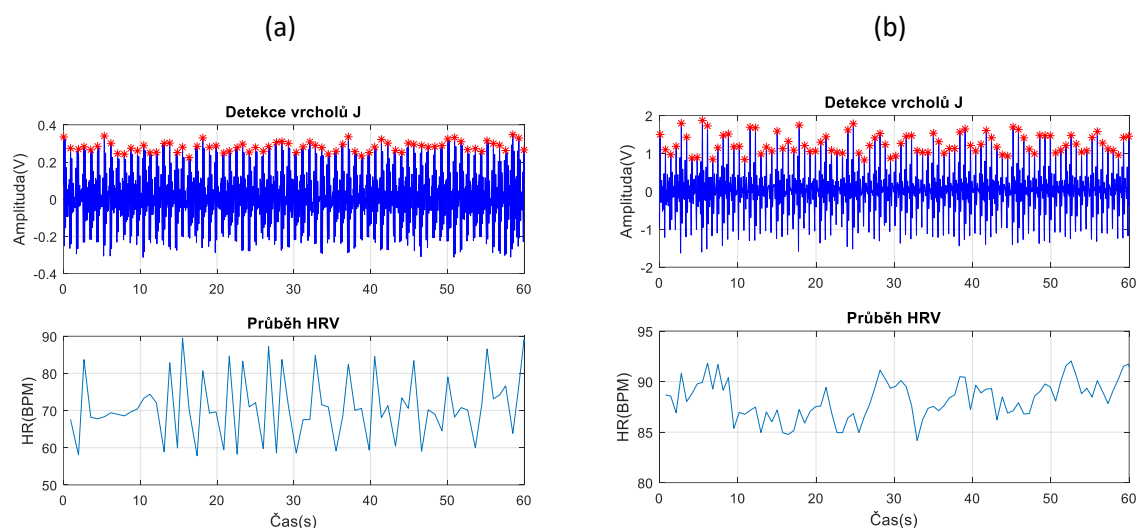 (a)
Detekce vrcholů J
Amplituda(V)
0.4
0.2
0
-0.2
-0.4
0 10 20 30 40 50 60
Průběh HRV
HR(BPM)
90
80
70
60
50
0 10 20 30 40 50 60
Čas(s)
(b)
Detekce vrcholů J
Amplituda(V)
2
1
0
-1
-2
0 10 20 30 40 50 60
Průběh HRV
HR(BPM)
95
90
85
80
0 10 20 30 40 50 60
Čas(s)